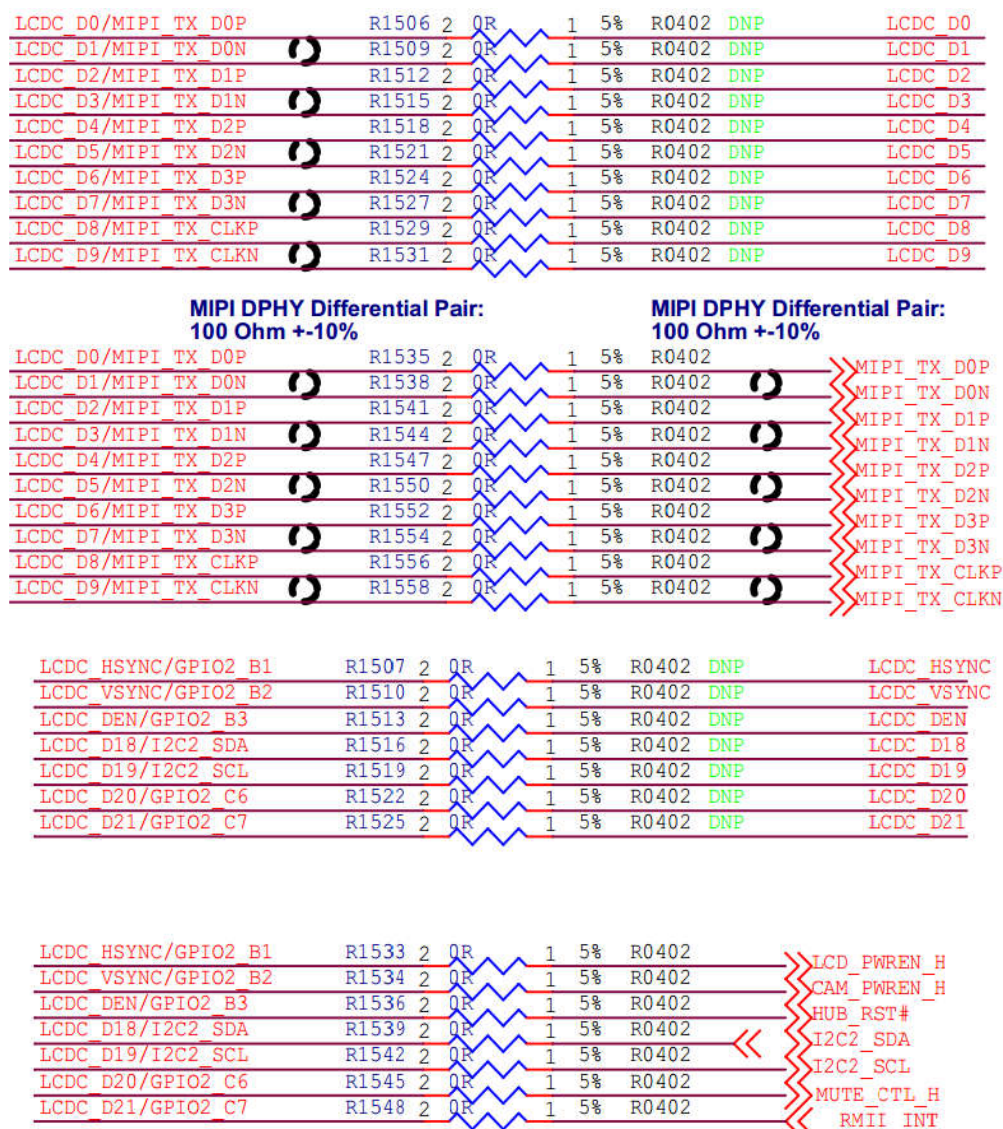 LCDC_D0/MIPI_TX_D0P R1506 2 0R 1 5% R0402 DNP LCDC_D0
LCDC_D1/MIPI_TX_D0N R1509 2 0R 1 5% R0402 DNP LCDC_D1
LCDC_D2/MIPI_TX_D1P R1512 2 0R 1 5% R0402 DNP LCDC_D2
LCDC_D3/MIPI_TX_D1N R1515 2 0R 1 5% R0402 DNP LCDC_D3
LCDC_D4/MIPI_TX_D2P R1518 2 0R 1 5% R0402 DNP LCDC_D4
LCDC_D5/MIPI_TX_D2N R1521 2 0R 1 5% R0402 DNP LCDC_D5
LCDC_D6/MIPI_TX_D3P R1524 2 0R 1 5% R0402 DNP LCDC_D6
LCDC_D7/MIPI_TX_D3N R1527 2 0R 1 5% R0402 DNP LCDC_D7
LCDC_D8/MIPI_TX_CLKP R1529 2 0R 1 5% R0402 DNP LCDC_D8
LCDC_D9/MIPI_TX_CLKN R1531 2 0R 1 5% R0402 DNP LCDC_D9
MIPI DPHY Differential Pair: MIPI DPHY Differential Pair:
100 Ohm +-10% 100 Ohm +-10%
LCDC_D0/MIPI_TX_D0P R1535 2 0R 1 5% R0402 MIPI_TX_D0P
LCDC_D1/MIPI_TX_D0N R1538 2 0R 1 5% R0402 MIPI_TX_D0N
LCDC_D2/MIPI_TX_D1P R1541 2 0R 1 5% R0402 MIPI_TX_D1P
LCDC_D3/MIPI_TX_D1N R1544 2 0R 1 5% R0402 MIPI_TX_D1N
LCDC_D4/MIPI_TX_D2P R1547 2 0R 1 5% R0402 MIPI_TX_D2P
LCDC_D5/MIPI_TX_D2N R1550 2 0R 1 5% R0402 MIPI_TX_D2N
LCDC_D6/MIPI_TX_D3P R1552 2 0R 1 5% R0402 MIPI_TX_D3P
LCDC_D7/MIPI_TX_D3N R1554 2 0R 1 5% R0402 MIPI_TX_D3N
LCDC_D8/MIPI_TX_CLKP R1556 2 0R 1 5% R0402 MIPI_TX_CLKP
LCDC_D9/MIPI_TX_CLKN R1558 2 0R 1 5% R0402 MIPI_TX_CLKN
LCDC_HSYNC/GPIO2_B1 R1507 2 0R 1 5% R0402 DNP LCDC_HSYNC
LCDC_VSYNC/GPIO2_B2 R1510 2 0R 1 5% R0402 DNP LCDC_VSYNC
LCDC_DEN/GPIO2_B3 R1513 2 0R 1 5% R0402 DNP LCDC_DEN
LCDC_D18/I2C2_SDA R1516 2 0R 1 5% R0402 DNP LCDC_D18
LCDC_D19/I2C2_SCL R1519 2 0R 1 5% R0402 DNP LCDC_D19
LCDC_D20/GPIO2_C6 R1522 2 0R 1 5% R0402 DNP LCDC_D20
LCDC_D21/GPIO2_C7 R1525 2 0R 1 5% R0402 DNP LCDC_D21
LCDC_HSYNC/GPIO2_B1 R1533 2 0R 1 5% R0402 LCD_PWREN_H
LCDC_VSYNC/GPIO2_B2 R1534 2 0R 1 5% R0402 CAM_PWREN_H
LCDC_DEN/GPIO2_B3 R1536 2 0R 1 5% R0402 HUB_RST#
LCDC_D18/I2C2_SDA R1539 2 0R 1 5% R0402 I2C2_SDA
LCDC_D19/I2C2_SCL R1542 2 0R 1 5% R0402 I2C2_SCL
LCDC_D20/GPIO2_C6 R1545 2 0R 1 5% R0402 MUTE_CTL_H
LCDC_D21/GPIO2_C7 R1548 2 0R 1 5% R0402 RMII_INT